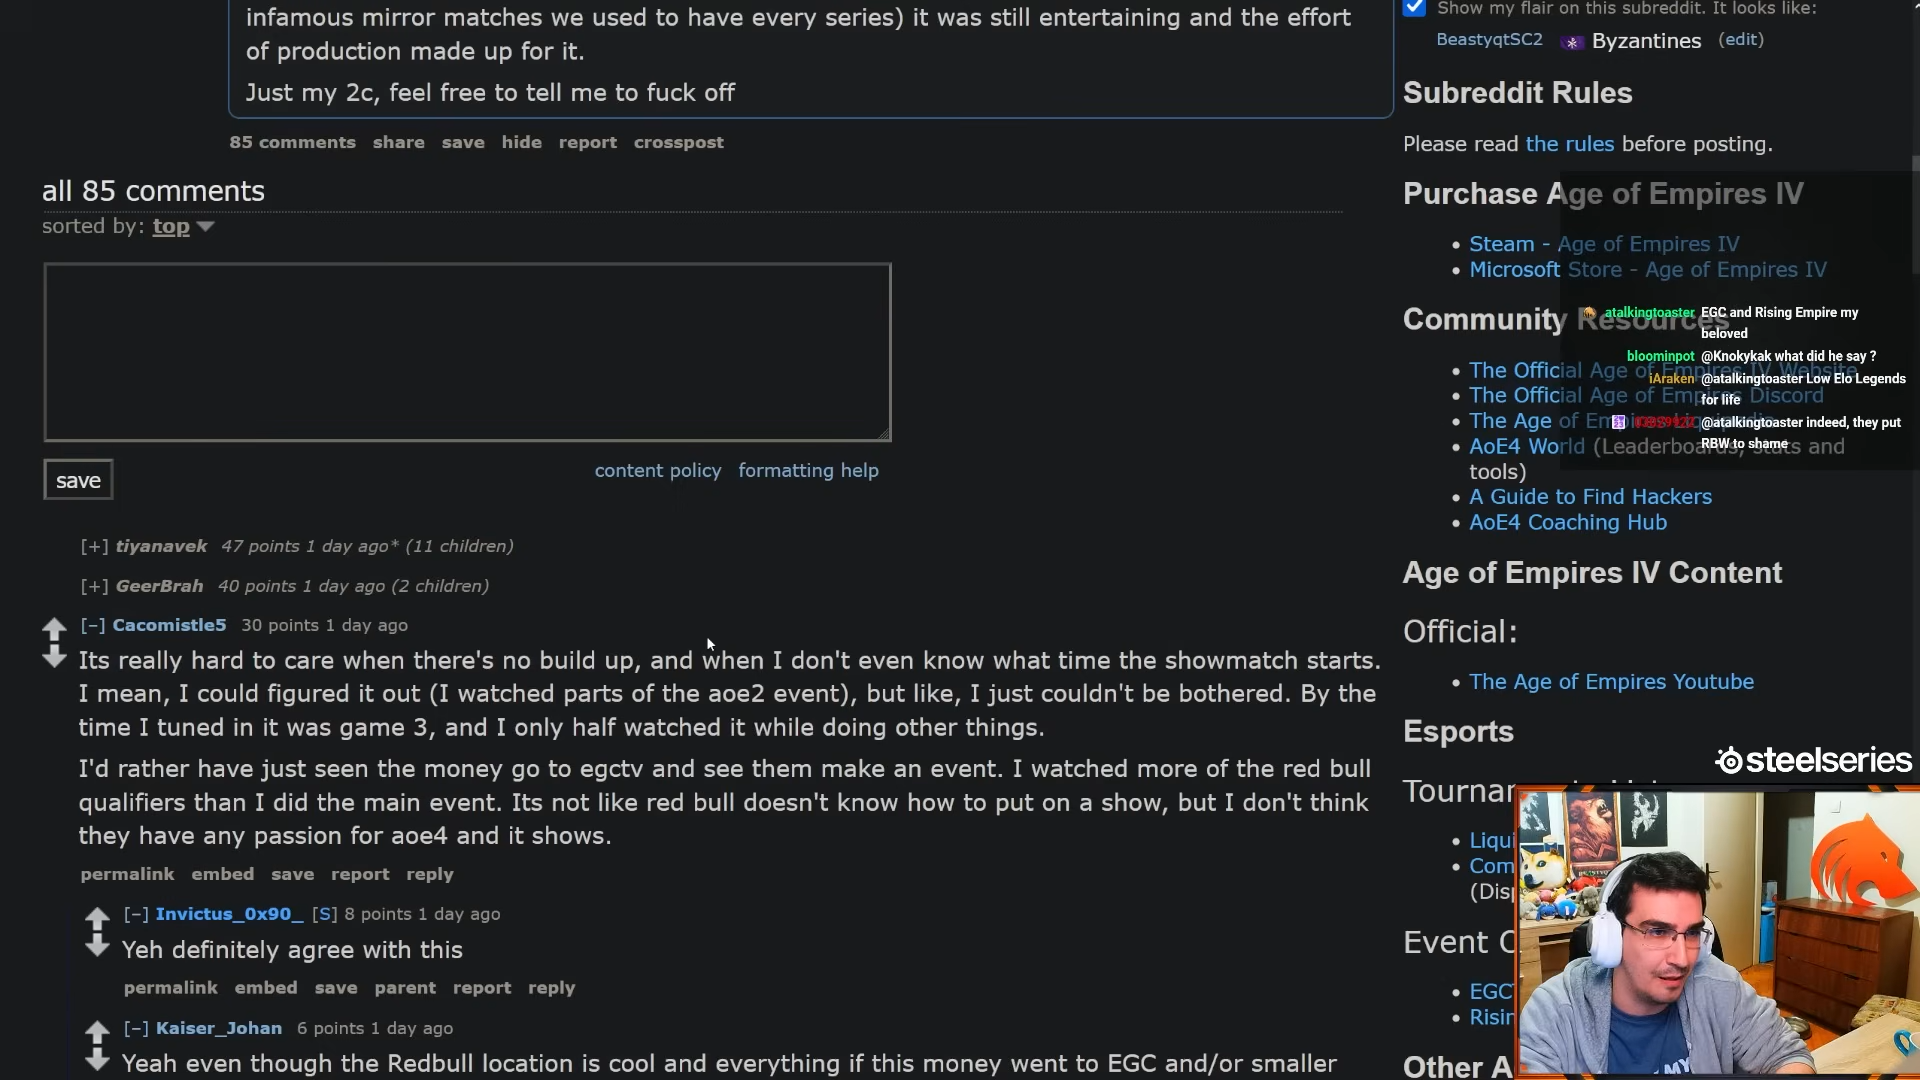 infamous mirror matches we used to have every series) it was still entertaining and the effort
of production made up for it.
Just my 2c, feel free to tell me to fuck off
85 comments share save hide report crosspost
all 85 comments
sorted by: top
save
content policy formatting help
[+] tiyanavek 47 points 1 day ago* (11 children)
[+] GeerBrah 40 points 1 day ago (2 children)
[–] Cacomistle5 30 points 1 day ago
Its really hard to care when there's no build up, and when I don't even know what time the showmatch starts.
I mean, I could figured it out (I watched parts of the aoe2 event), but like, I just couldn't be bothered. By the
time I tuned in it was game 3, and I only half watched it while doing other things.
I'd rather have just seen the money go to egctv and see them make an event. I watched more of the red bull
qualifiers than I did the main event. Its not like red bull doesn't know how to put on a show, but I don't think
they have any passion for aoe4 and it shows.
permalink embed save report reply
[–] Invictus_0x90_ [S] 8 points 1 day ago
Yeh definitely agree with this
permalink embed save parent report reply
[–] Kaiser_Johan 6 points 1 day ago
Yeah even though the Redbull location is cool and everything if this money went to EGC and/or smaller
Show my flair on this subreddit. It looks like:
BeastyqtSC2 Byzantines (edit)
Subreddit Rules
Please read the rules before posting.
Purchase Age of Empires IV
Steam - Age of Empires IV
Microsoft Store - Age of Empires IV
Community Resources
The Official Age of Empires IV Website
The Official Age of Empires Discord
The Age of Empires Liquipedia
AoE4 World (Leaderboards, stats and
tools)
A Guide to Find Hackers
AoE4 Coaching Hub
Age of Empires IV Content
Official:
The Age of Empires Youtube
Esports
Tournament
Liqui
Com
(Dis
Event C
EGC
Risin
Other A
atalkingtoaster EGC and Rising Empire my
beloved
bloominpot @Knokykak what did he say ?
iAraken @atalkingtoaster Low Elo Legends
for life
@atalkingtoaster indeed, they put
RBW to shame
steelseries